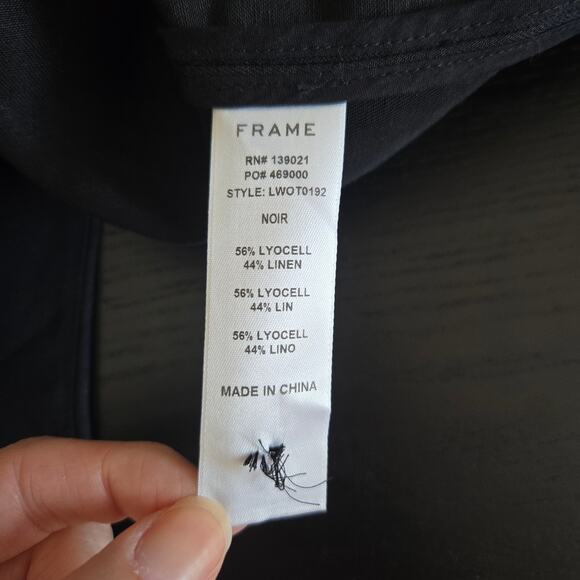 FRAME
RN# 139021
PO# 469000
STYLE: LWOT0192
NOIR
56% LYOCELL
44% LINEN
56% LYOCELL
44% LIN
56% LYOCELL
44% LINO
MADE IN CHINA